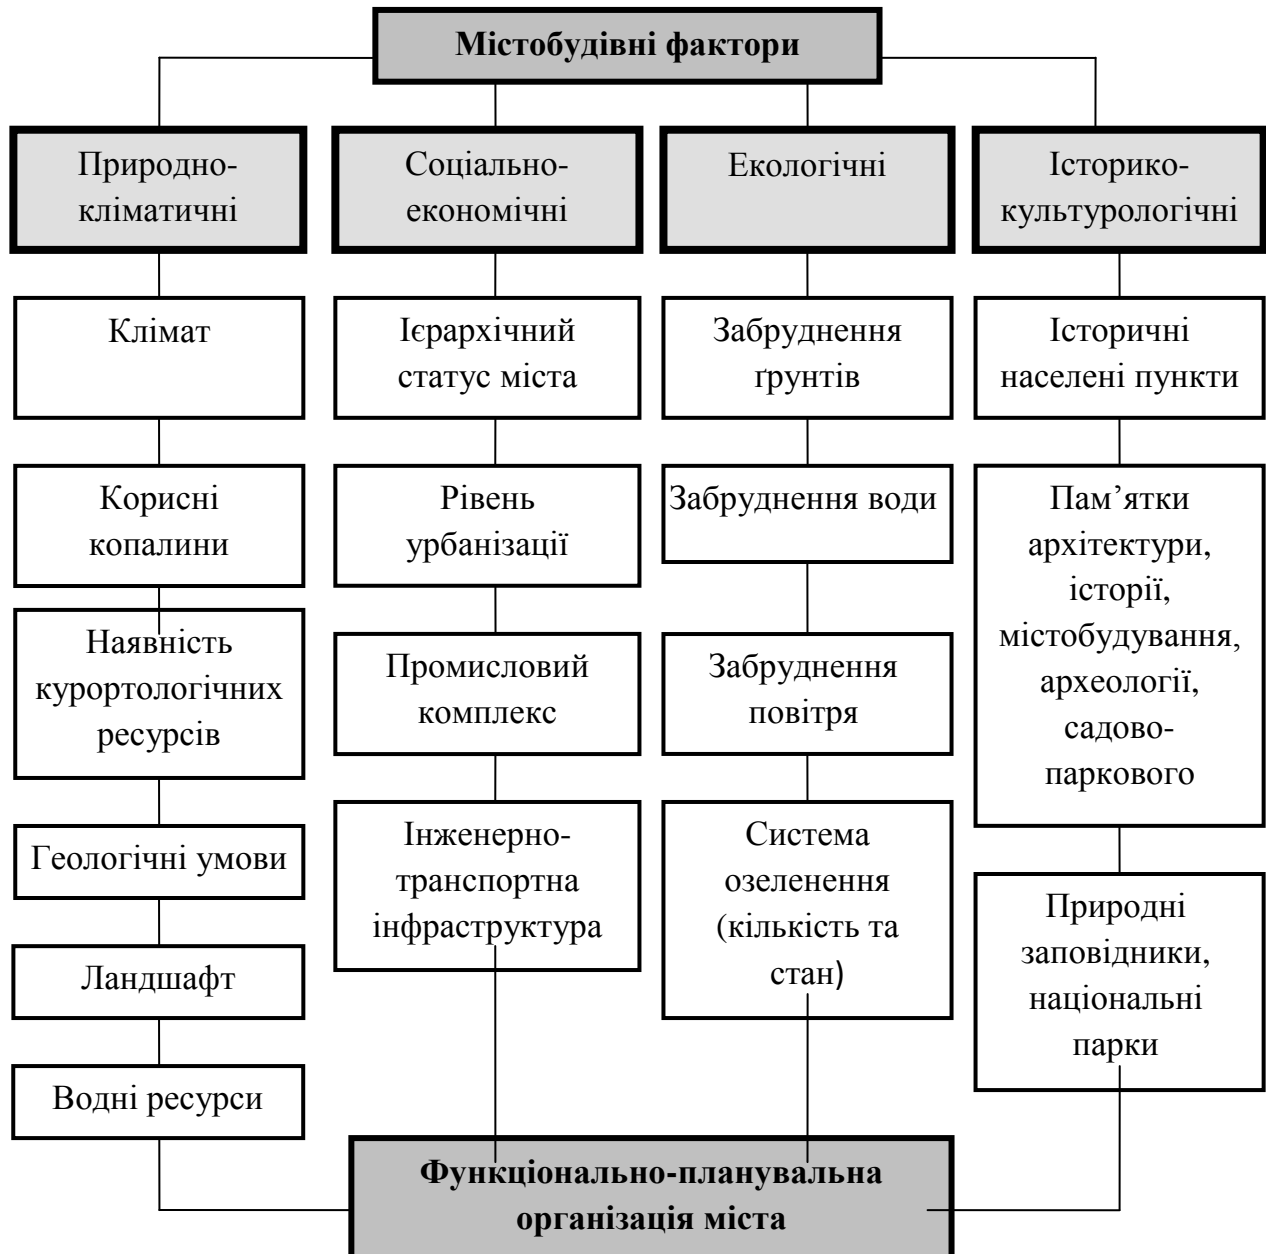 Містобудівні фактори
Природно-
кліматичні
Соціально-
економічні
Екологічні
Історико-
культурологічні
Клімат
Ієрархічний
статус міста
Забруднення
ґрунтів
Історичні
населені пункти
Корисні
копалини
Рівень
урбанізації
Забруднення води
Пам’ятки
архітектури,
історії,
містобудування,
археології,
садово-
паркового
Наявність
курортологічних
ресурсів
Промисловий
комплекс
Забруднення
повітря
Геологічні умови
Інженерно-
транспортна
інфраструктура
Система
озеленення
(кількість та
стан)
Природні
заповідники,
національні
парки
Ландшафт
Водні ресурси
Функціонально-планувальна
організація міста